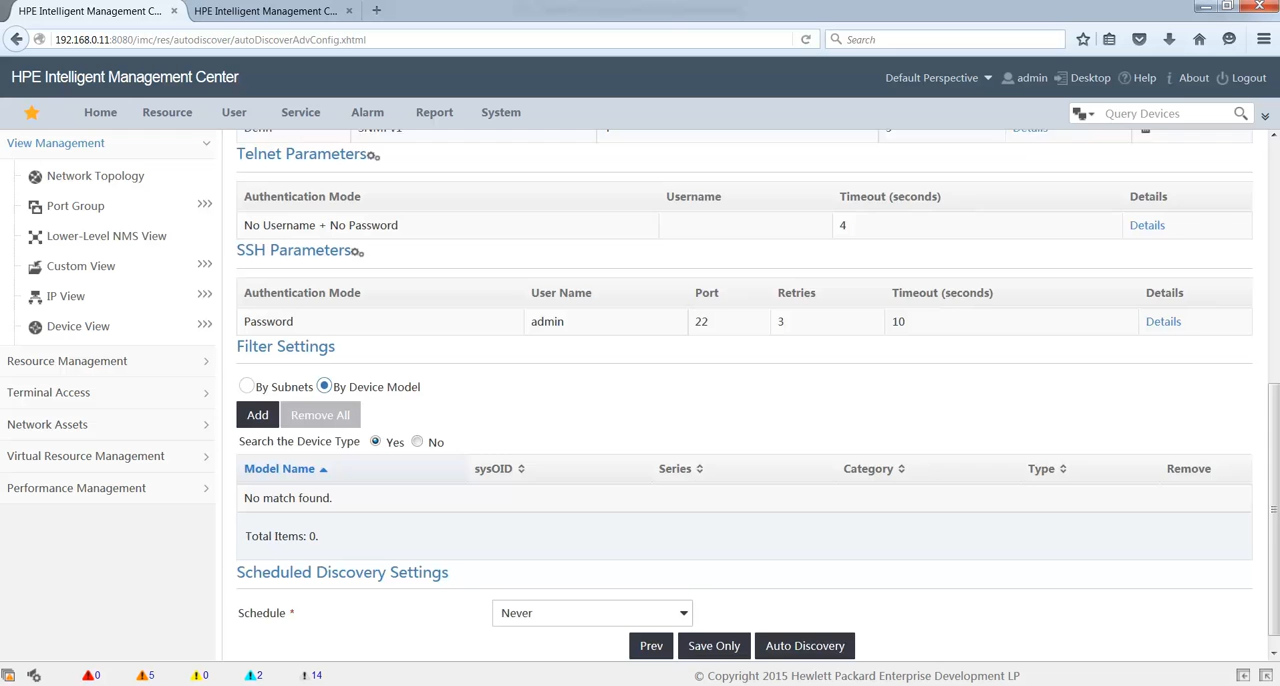 HPE Intelligent Management C... × HPE Intelligent Management C... × +
192.168.0.11:8080/imc/res/autodiscover/autoDiscoverAdvConfig.xhtml Search
HPE Intelligent Management Center Default Perspective admin Desktop Help About Logout
Home Resource User Service Alarm Report System Query Devices
View Management
Network Topology
Port Group
Lower-Level NMS View
Custom View
IP View
Device View
Resource Management
Terminal Access
Network Assets
Virtual Resource Management
Performance Management
Telnet Parameters
Authentication Mode Username Timeout (seconds) Details
No Username + No Password 4 Details
SSH Parameters
Authentication Mode User Name Port Retries Timeout (seconds) Details
Password admin 22 3 10 Details
Filter Settings
By Subnets By Device Model
Add Remove All
Search the Device Type Yes No
Model Name sysOID Series Category Type Remove
No match found.
Total Items: 0.
Scheduled Discovery Settings
Schedule * Never
Prev Save Only Auto Discovery
0 5 0 2 14 © Copyright 2015 Hewlett Packard Enterprise Development LP